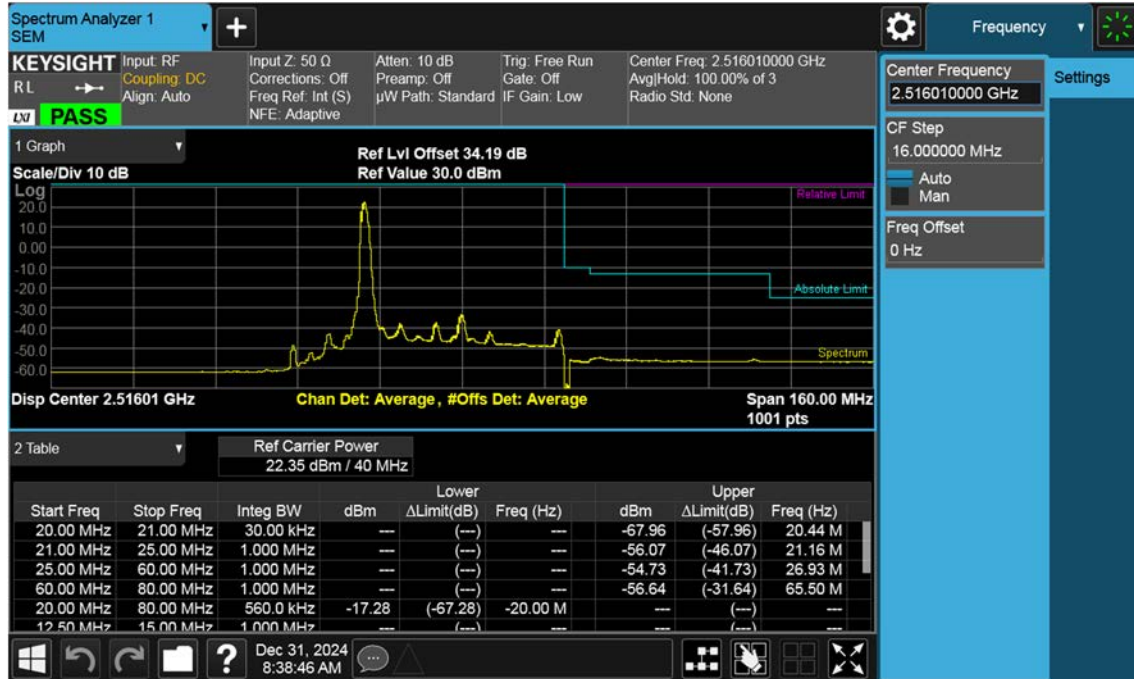 Spectrum Analyzer 1
SEM
Frequency
KEYSIGHT
R L
LXI PASS
Input: RF
Coupling: DC
Align: Auto
Input Z: 50 Ω
Corrections: Off
Freq Ref: Int (S)
NFE: Adaptive
Atten: 10 dB
Preamp: Off
µW Path: Standard
Trig: Free Run
Gate: Off
IF Gain: Low
Center Freq: 2.516010000 GHz
Avg|Hold: 100.00% of 3
Radio Std: None
Center Frequency
2.516010000 GHz
Settings
CF Step
16.000000 MHz
Auto
Man
Freq Offset
0 Hz
1 Graph
Ref Lvl Offset 34.19 dB
Scale/Div 10 dB
Ref Value 30.0 dBm
Log
Relative Limit
20.0
10.0
0.00
-10.0
-20.0
Absolute Limit
-30.0
-40.0
-50.0
Spectrum
-60.0
Disp Center 2.51601 GHz
Chan Det: Average , #Offs Det: Average
Span 160.00 MHz
1001 pts
2 Table
Ref Carrier Power
22.35 dBm / 40 MHz
Lower Upper
Start Freq Stop Freq Integ BW dBm ΔLimit(dB) Freq (Hz) dBm ΔLimit(dB) Freq (Hz)
20.00 MHz 21.00 MHz 30.00 kHz --- (---) --- -67.96 (-57.96) 20.44 M
21.00 MHz 25.00 MHz 1.000 MHz --- (---) --- -56.07 (-46.07) 21.16 M
25.00 MHz 60.00 MHz 1.000 MHz --- (---) --- -54.73 (-41.73) 26.93 M
60.00 MHz 80.00 MHz 1.000 MHz --- (---) --- -56.64 (-31.64) 65.50 M
20.00 MHz 80.00 MHz 560.0 kHz -17.28 (-67.28) -20.00 M --- (---) ---
12.50 MHz 15.00 MHz 1.000 MHz --- (---) --- --- (---) ---
Dec 31, 2024
8:38:46 AM